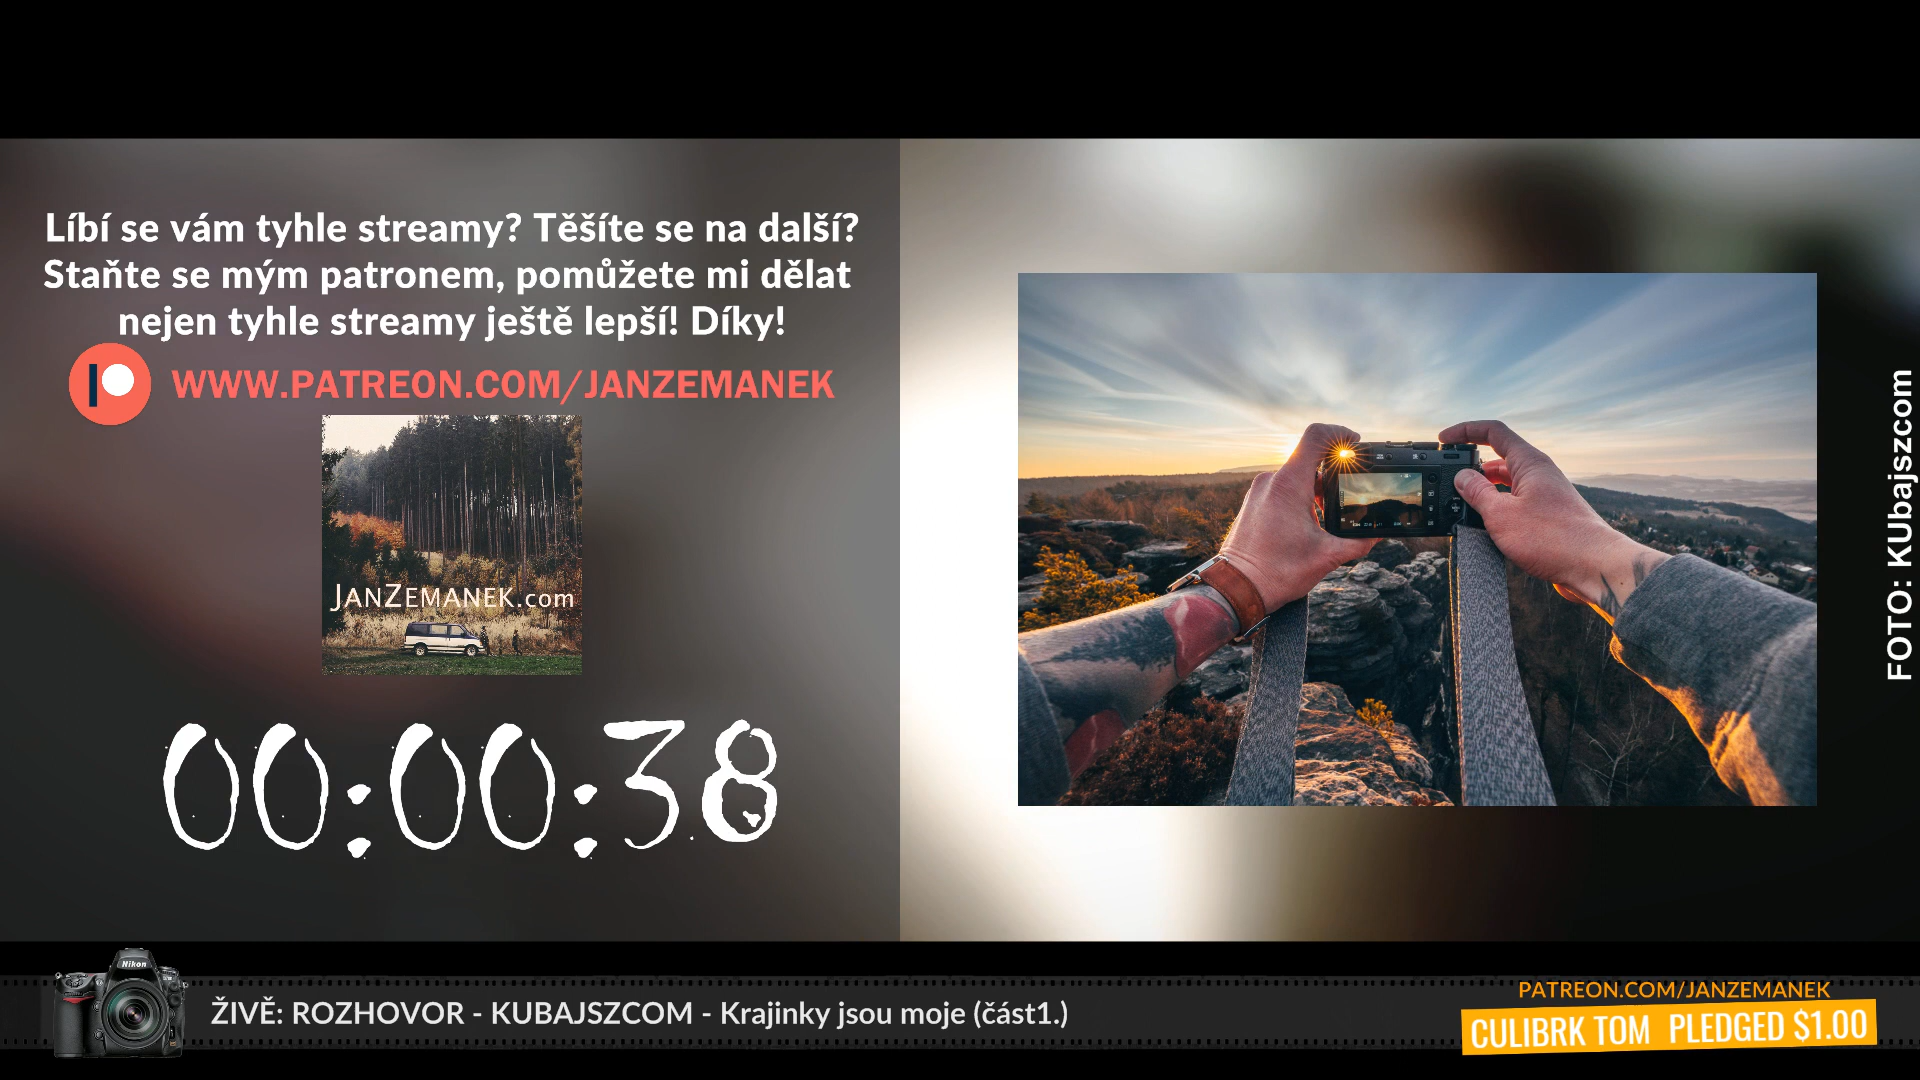 Líbí se vám tyhle streamy? Těšíte se na další?
Staňte se mým patronem, pomůžete mi dělat
nejen tyhle streamy ještě lepší! Díky!
WWW.PATREON.COM/JANZEMANEK
JANZEMANEK.com
00:00:38
FOTO: KUbajszcom
Nikon
ŽIVĚ: ROZHOVOR - KUBAJSZCOM - Krajinky jsou moje (část1.)
PATREON.COM/JANZEMANEK
CULIBRK TOM PLEDGED $1.00